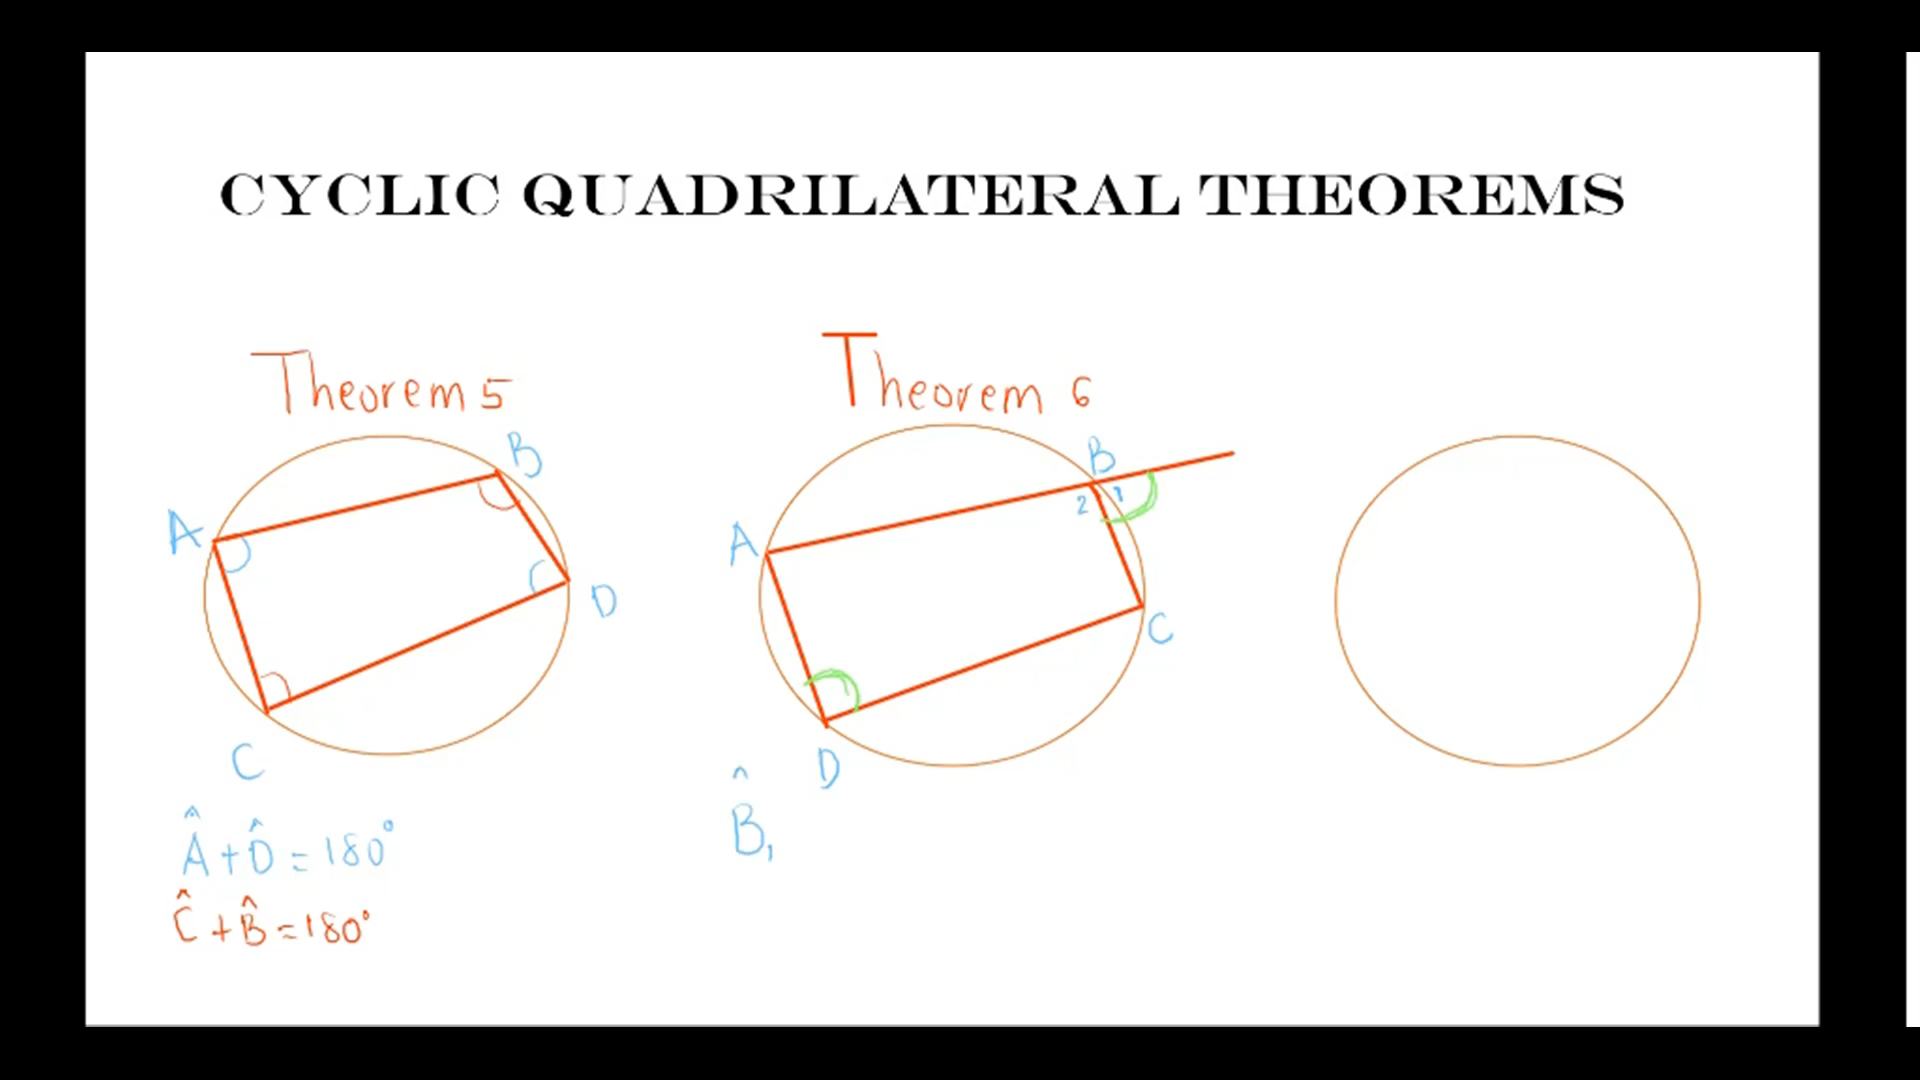 CYCLIC QUADRILATERAL THEOREMS
Theorem 5
A
B
C
D
Â + D̂ = 180°
Ĉ + B̂ = 180°
Theorem 6
A
B
2 1
C
D
B̂₁